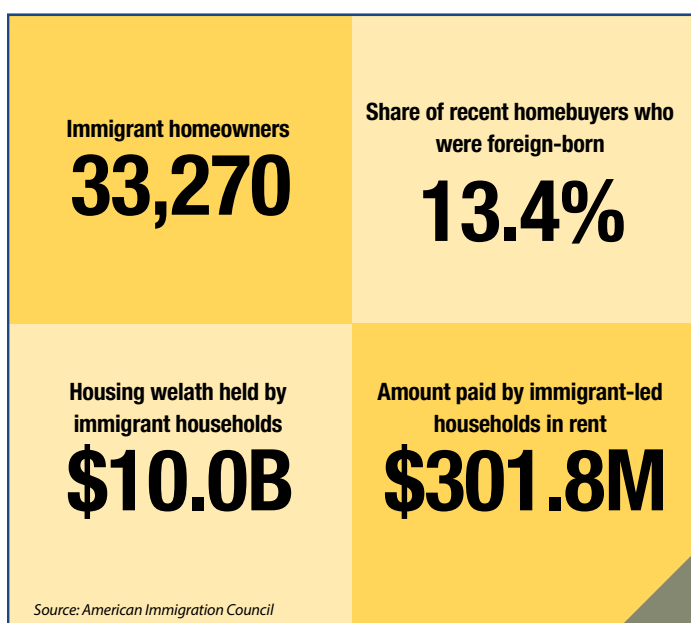 Immigrant homeowners
33,270
Share of recent homebuyers who
were foreign-born
13.4%
Housing welath held by
immigrant households
$10.0B
Amount paid by immigrant-led
households in rent
$301.8M
Source: American Immigration Council